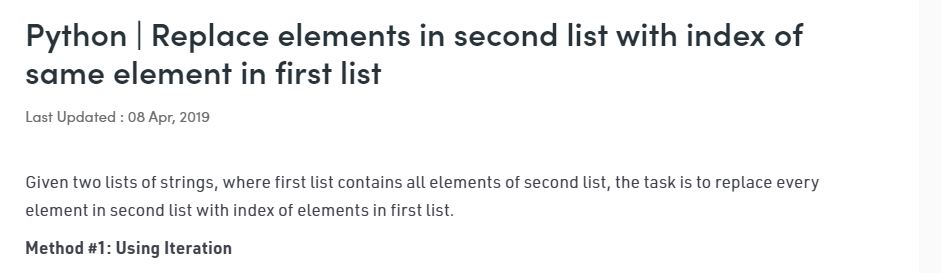 Python | Replace elements in second list with index of
same element in first list
Last Updated : 08 Apr, 2019
Given two lists of strings, where first list contains all elements of second list, the task is to replace every
element in second list with index of elements in first list.
Method #1: Using Iteration